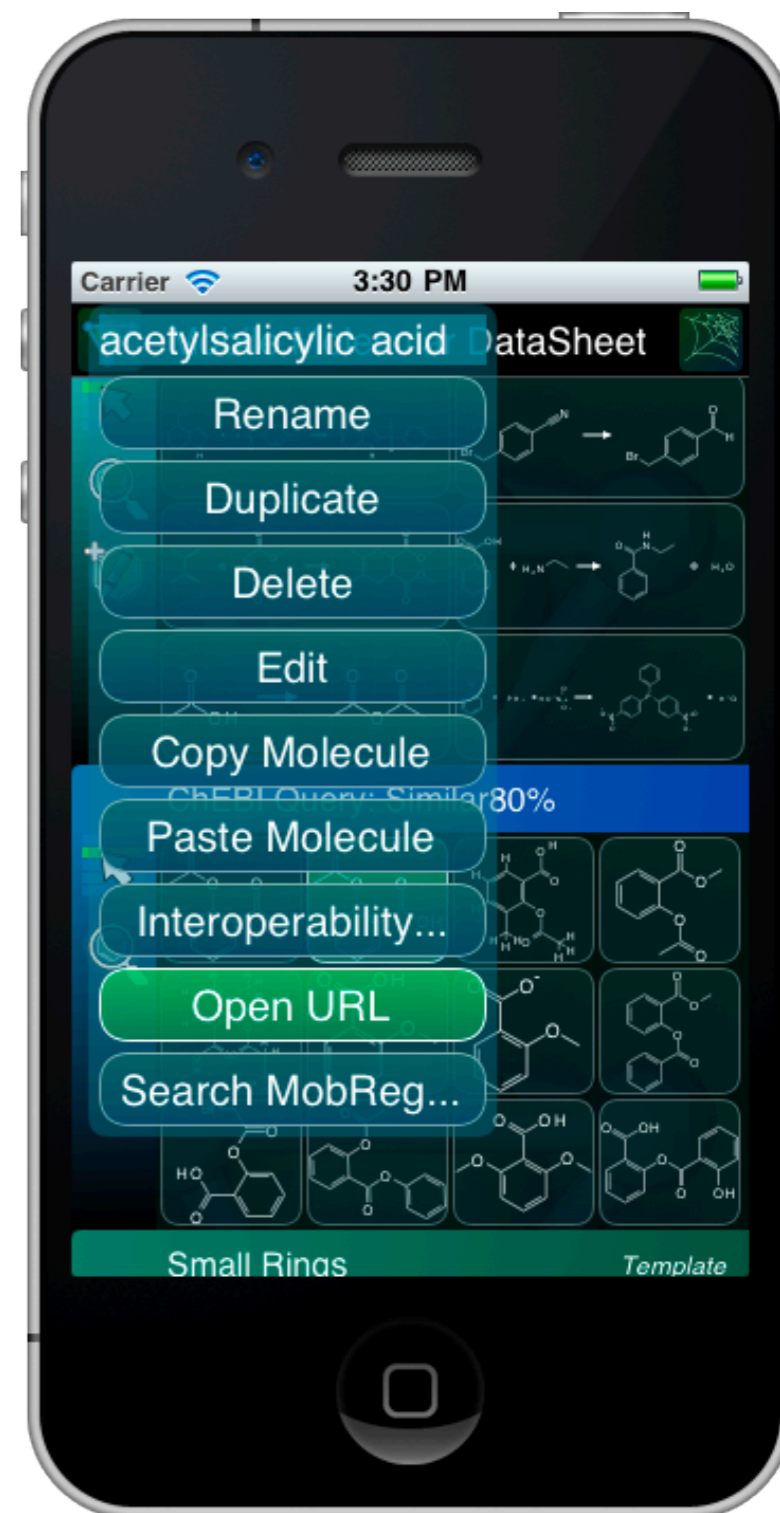 Carrier 3:30 PM
acetylsalicylic acid DataSheet
Rename
Duplicate
Delete
Edit
Copy Molecule
ChEBI Query: Similar80%
Paste Molecule
Interoperability...
Open URL
Search MobReg...
Small Rings Template